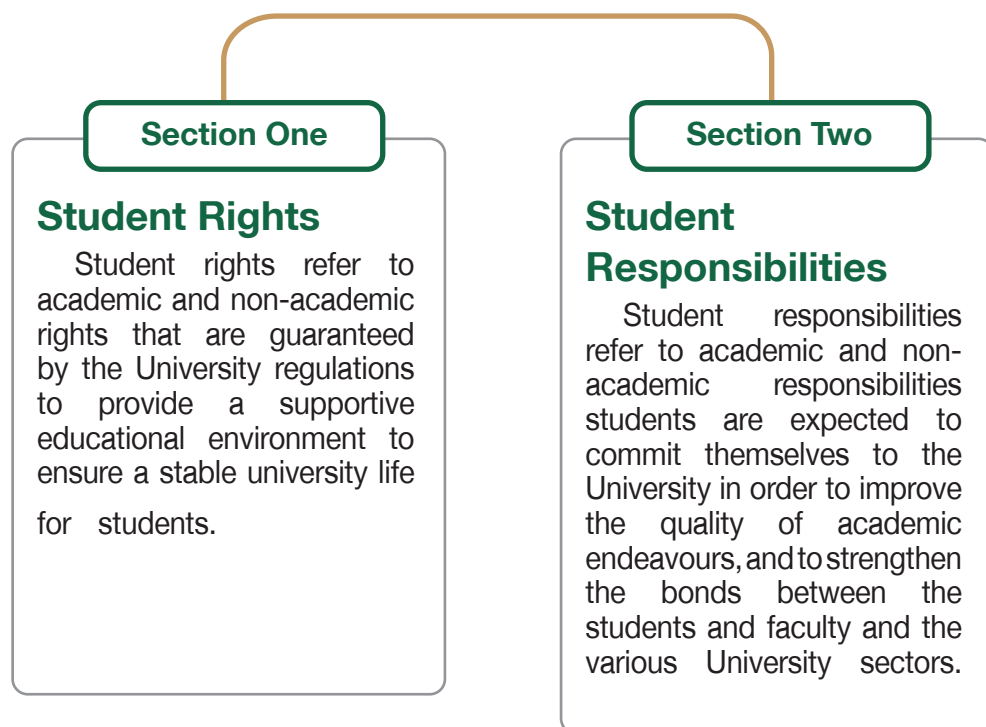 Section One
Student Rights
Student rights refer to
academic and non-academic
rights that are guaranteed
by the University regulations
to provide a supportive
educational environment to
ensure a stable university life
for students.
Section Two
Student
Responsibilities
Student responsibilities
refer to academic and non-
academic responsibilities
students are expected to
commit themselves to the
University in order to improve
the quality of academic
endeavours, and to strengthen
the bonds between the
students and faculty and the
various University sectors.